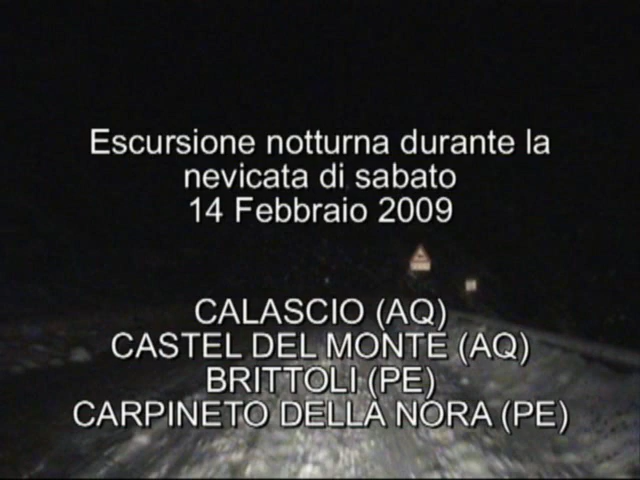 Escursione notturna durante la
nevicata di sabato
14 Febbraio 2009
CALASCIO (AQ)
CASTEL DEL MONTE (AQ)
BRITTOLI (PE)
CARPINETO DELLA NORA (PE)